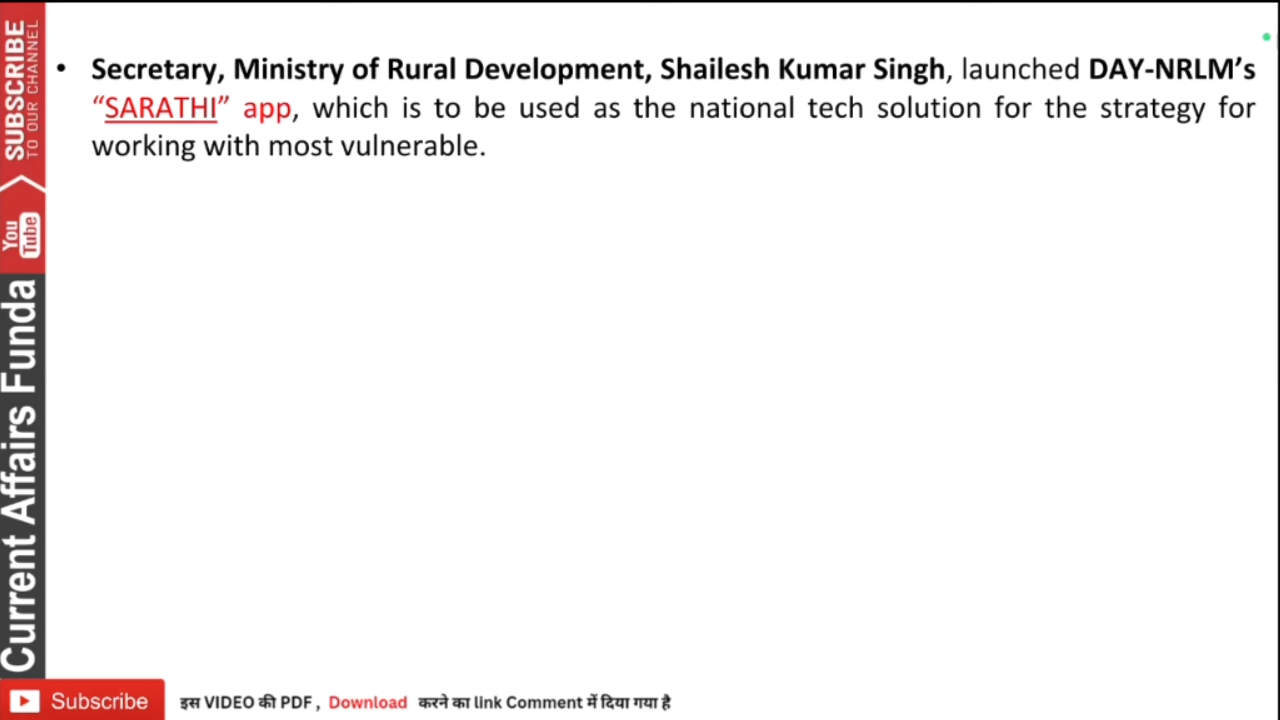 • Secretary, Ministry of Rural Development, Shailesh Kumar Singh, launched DAY-NRLM’s
“SARATHI” app, which is to be used as the national tech solution for the strategy for
working with most vulnerable.
SUBSCRIBE
TO OUR CHANNEL
You
Tube
Current Affairs Funda
Subscribe
इस VIDEO की PDF , Download करने का link Comment में दिया गया है